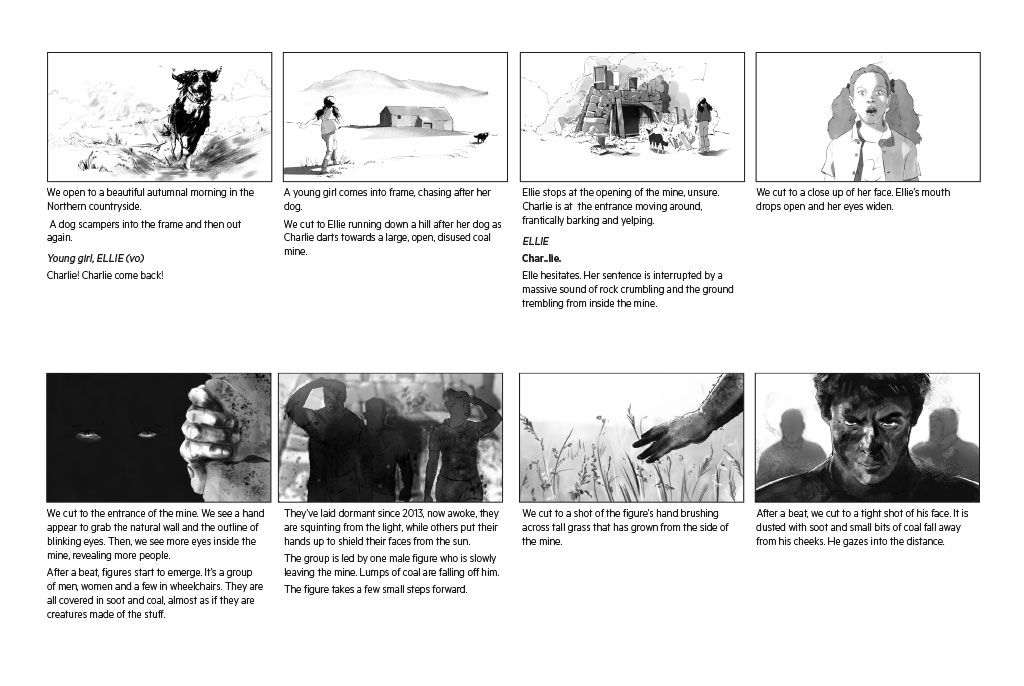 We open to a beautiful autumnal morning in the
Northern countryside.
A dog scampers into the frame and then out
again.
Young girl, ELLIE (vo)
Charlie! Charlie come back!
A young girl comes into frame, chasing after her
dog.
We cut to Ellie running down a hill after her dog as
Charlie darts towards a large, open, disused coal
mine.
Ellie stops at the opening of the mine, unsure.
Charlie is at the entrance moving around,
frantically barking and yelping.
ELLIE
Char..lie.
Elle hesitates. Her sentence is interrupted by a
massive sound of rock crumbling and the ground
trembling from inside the mine.
We cut to a close up of her face. Ellie's mouth
drops open and her eyes widen.
We cut to the entrance of the mine. We see a hand
appear to grab the natural wall and the outline of
blinking eyes. Then, we see more eyes inside the
mine, revealing more people.
After a beat, figures start to emerge. It's a group
of men, women and a few in wheelchairs. They are
all covered in soot and coal, almost as if they are
creatures made of the stuff.
They've laid dormant since 2013, now awoke, they
are squinting from the light, while others put their
hands up to shield their faces from the sun.
The group is led by one male figure who is slowly
leaving the mine. Lumps of coal are falling off him.
The figure takes a few small steps forward.
We cut to a shot of the figure's hand brushing
across tall grass that has grown from the side of
the mine.
After a beat, we cut to a tight shot of his face. It is
dusted with soot and small bits of coal fall away
from his cheeks. He gazes into the distance.